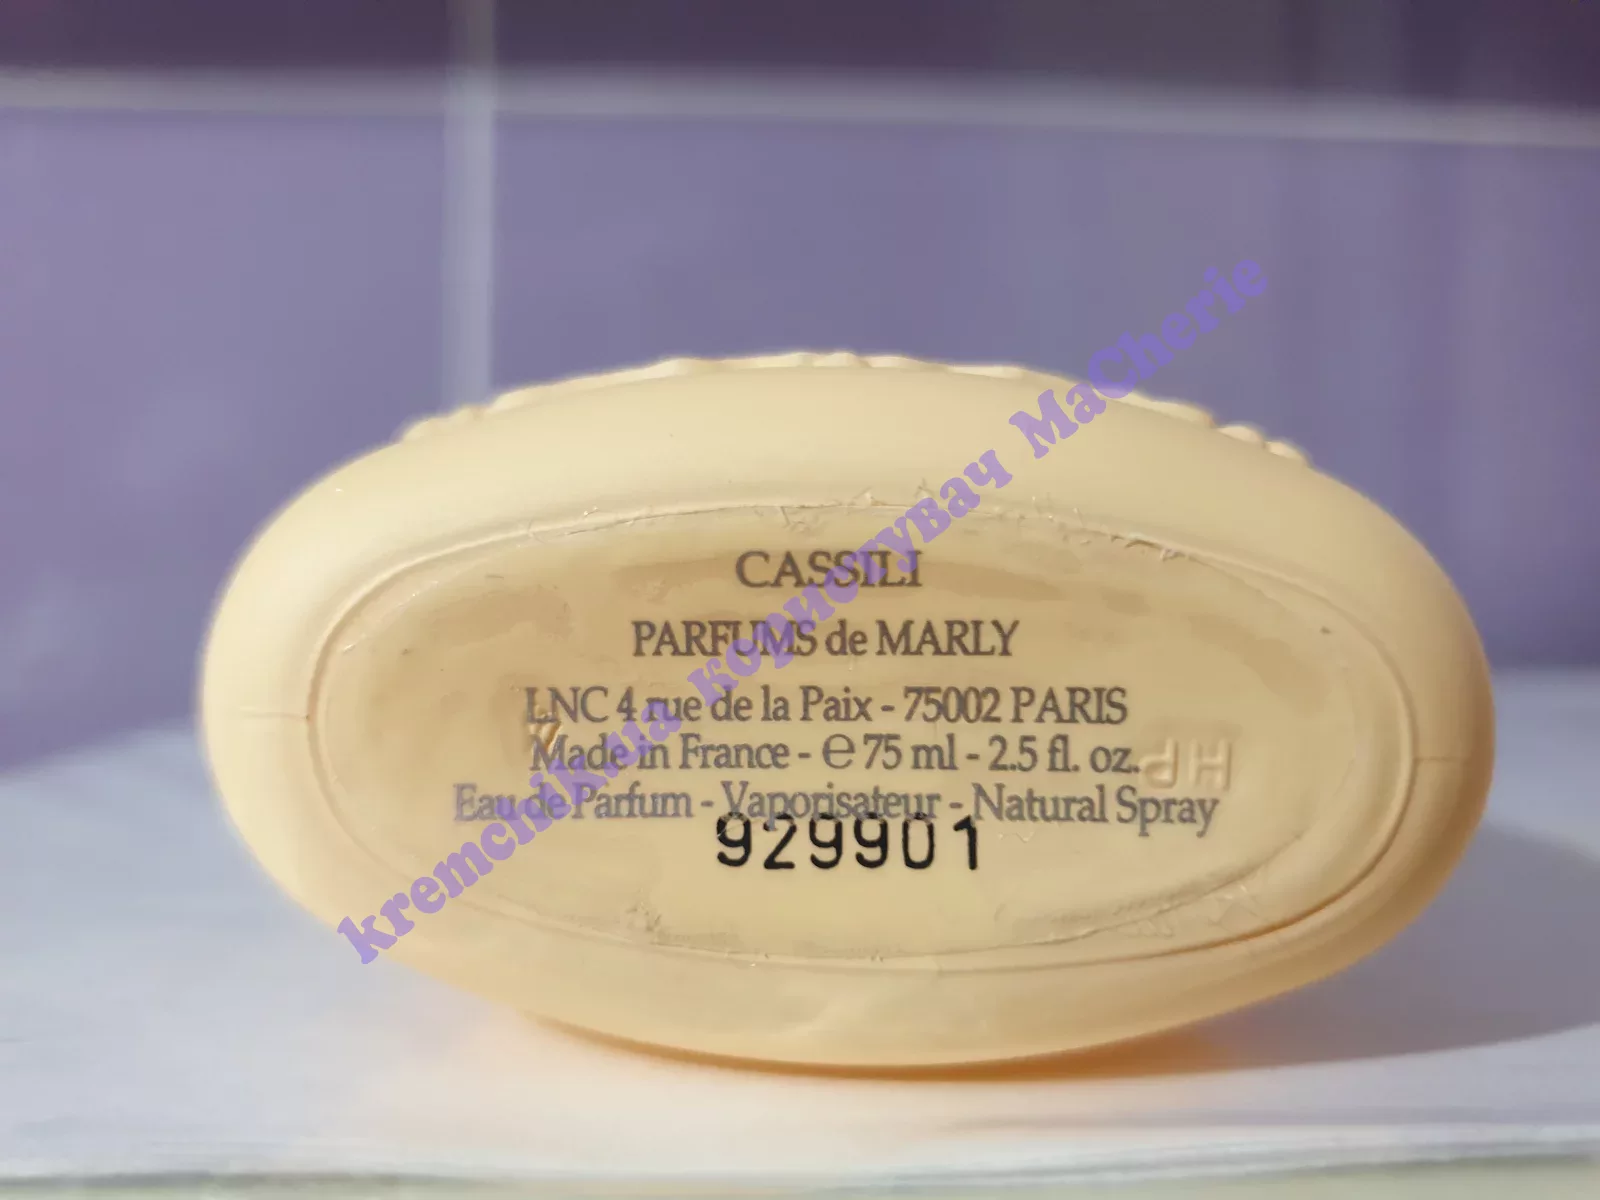 CASSILI
PARFUMS de MARLY
LNC 4 rue de la Paix - 75002 PARIS
Made in France - ℮ 75 ml - 2.5 fl. oz.
Eau de Parfum - Vaporisateur - Natural Spray
929901
HP
kremchik.ua користувач MaCherie